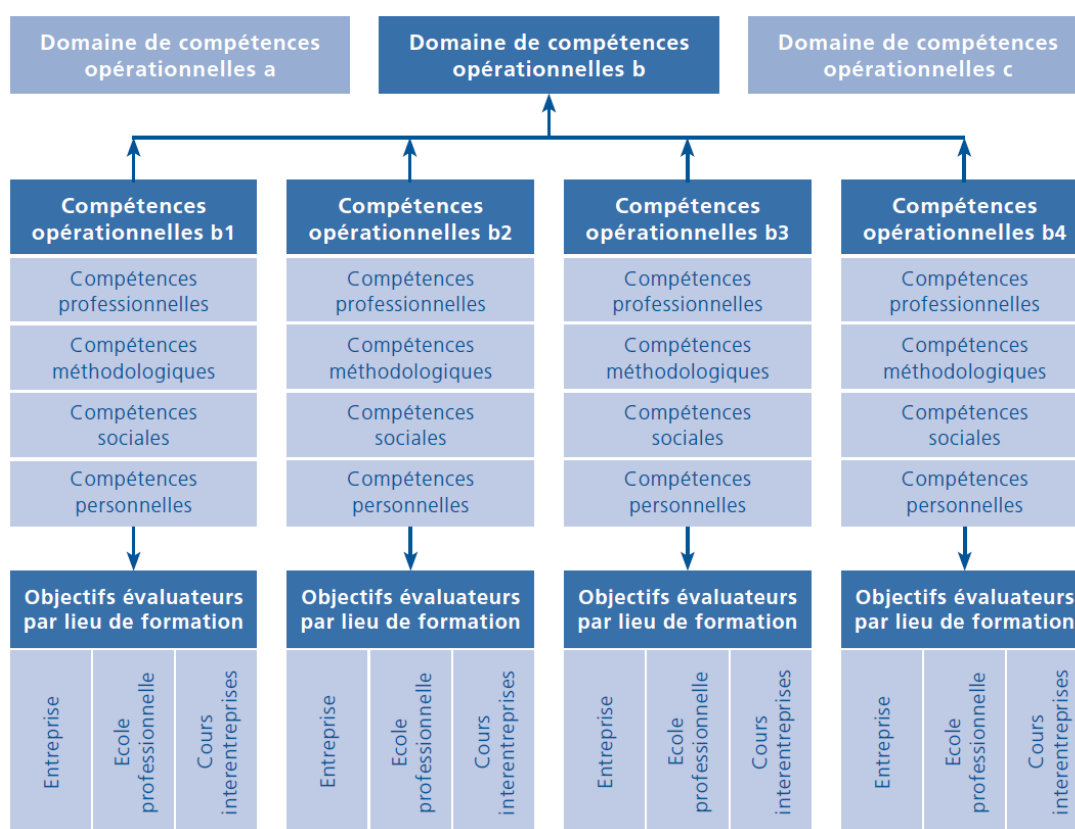 Domaine de compétences
opérationnelles a
Domaine de compétences
opérationnelles b
Domaine de compétences
opérationnelles c
Compétences
opérationnelles b1
Compétences
professionnelles
Compétences
méthodologiques
Compétences
sociales
Compétences
personnelles
Objectifs évaluateurs
par lieu de formation
Entreprise
Ecole
professionnelle
Cours
interentreprises
Compétences
opérationnelles b2
Compétences
professionnelles
Compétences
méthodologiques
Compétences
sociales
Compétences
personnelles
Objectifs évaluateurs
par lieu de formation
Entreprise
Ecole
professionnelle
Cours
interentreprises
Compétences
opérationnelles b3
Compétences
professionnelles
Compétences
méthodologiques
Compétences
sociales
Compétences
personnelles
Objectifs évaluateurs
par lieu de formation
Entreprise
Ecole
professionnelle
Cours
interentreprises
Compétences
opérationnelles b4
Compétences
professionnelles
Compétences
méthodologiques
Compétences
sociales
Compétences
personnelles
Objectifs évaluateurs
par lieu de formation
Entreprise
Ecole
professionnelle
Cours
interentreprises